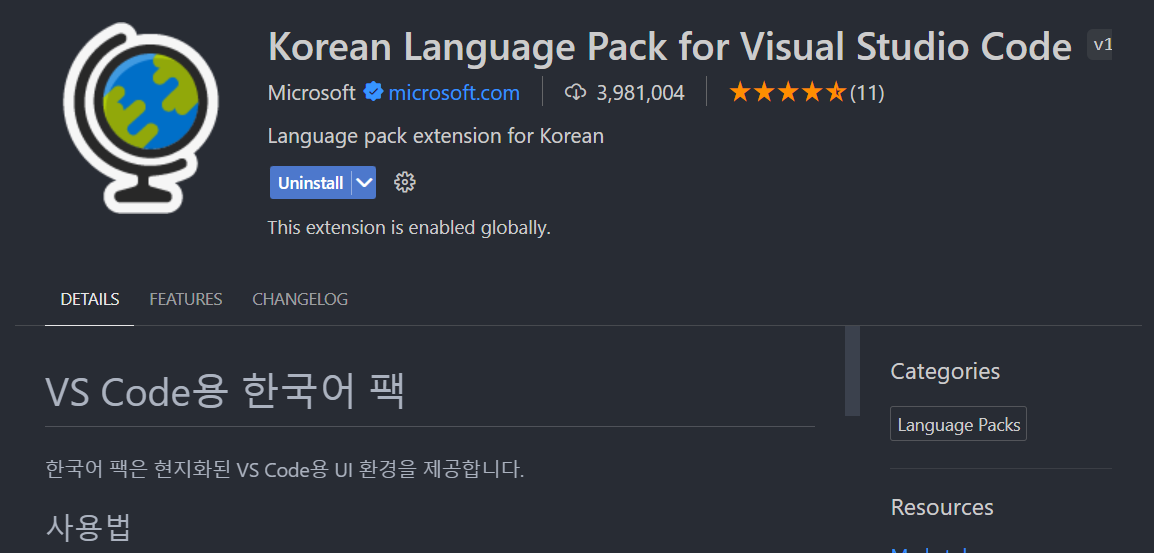 Korean Language Pack for Visual Studio Code v1
Microsoft microsoft.com 3,981,004 (11)
Language pack extension for Korean
Uninstall
This extension is enabled globally.
DETAILS FEATURES CHANGELOG
VS Code용 한국어 팩
한국어 팩은 현지화된 VS Code용 UI 환경을 제공합니다.
사용법
Categories
Language Packs
Resources